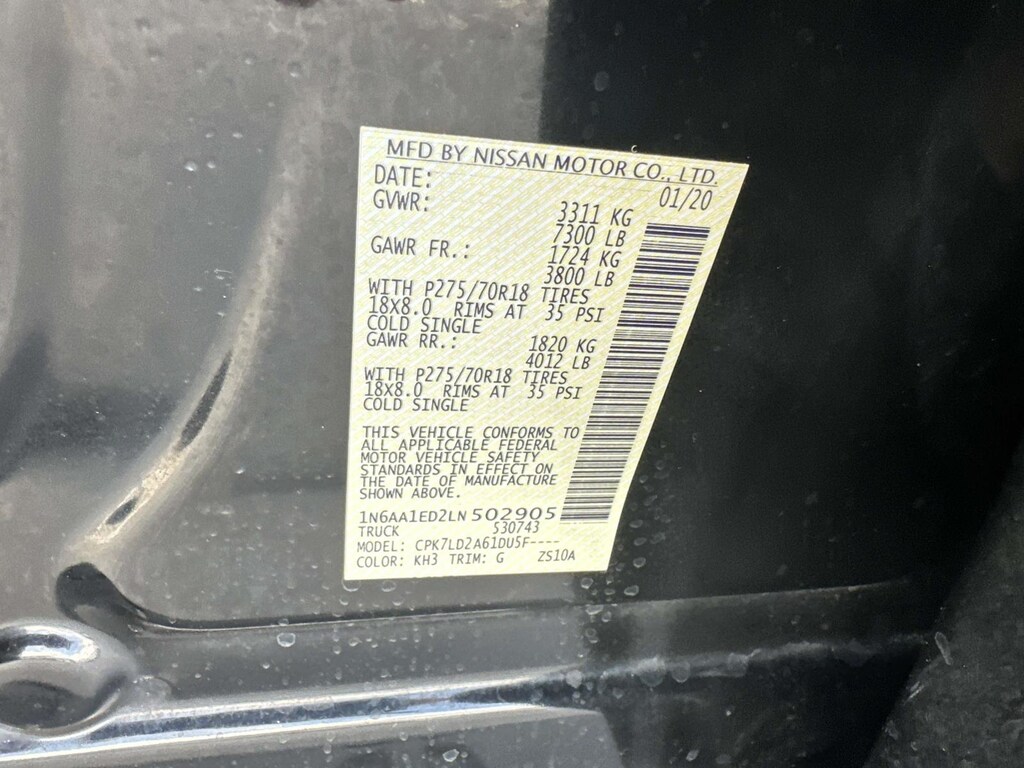 MFD BY NISSAN MOTOR CO., LTD.
DATE: 01/20
GVWR: 3311 KG
7300 LB
GAWR FR.: 1724 KG
3800 LB
WITH P275/70R18 TIRES
18X8.0 RIMS AT 35 PSI
COLD SINGLE
GAWR RR.: 1820 KG
4012 LB
WITH P275/70R18 TIRES
18X8.0 RIMS AT 35 PSI
COLD SINGLE
THIS VEHICLE CONFORMS TO
ALL APPLICABLE FEDERAL
MOTOR VEHICLE SAFETY
STANDARDS IN EFFECT ON
THE DATE OF MANUFACTURE
SHOWN ABOVE.
1N6AA1ED2LN502905
TRUCK 530743
MODEL: CPK7LD2A61DU5F----
COLOR: KH3 TRIM: G ZS10A